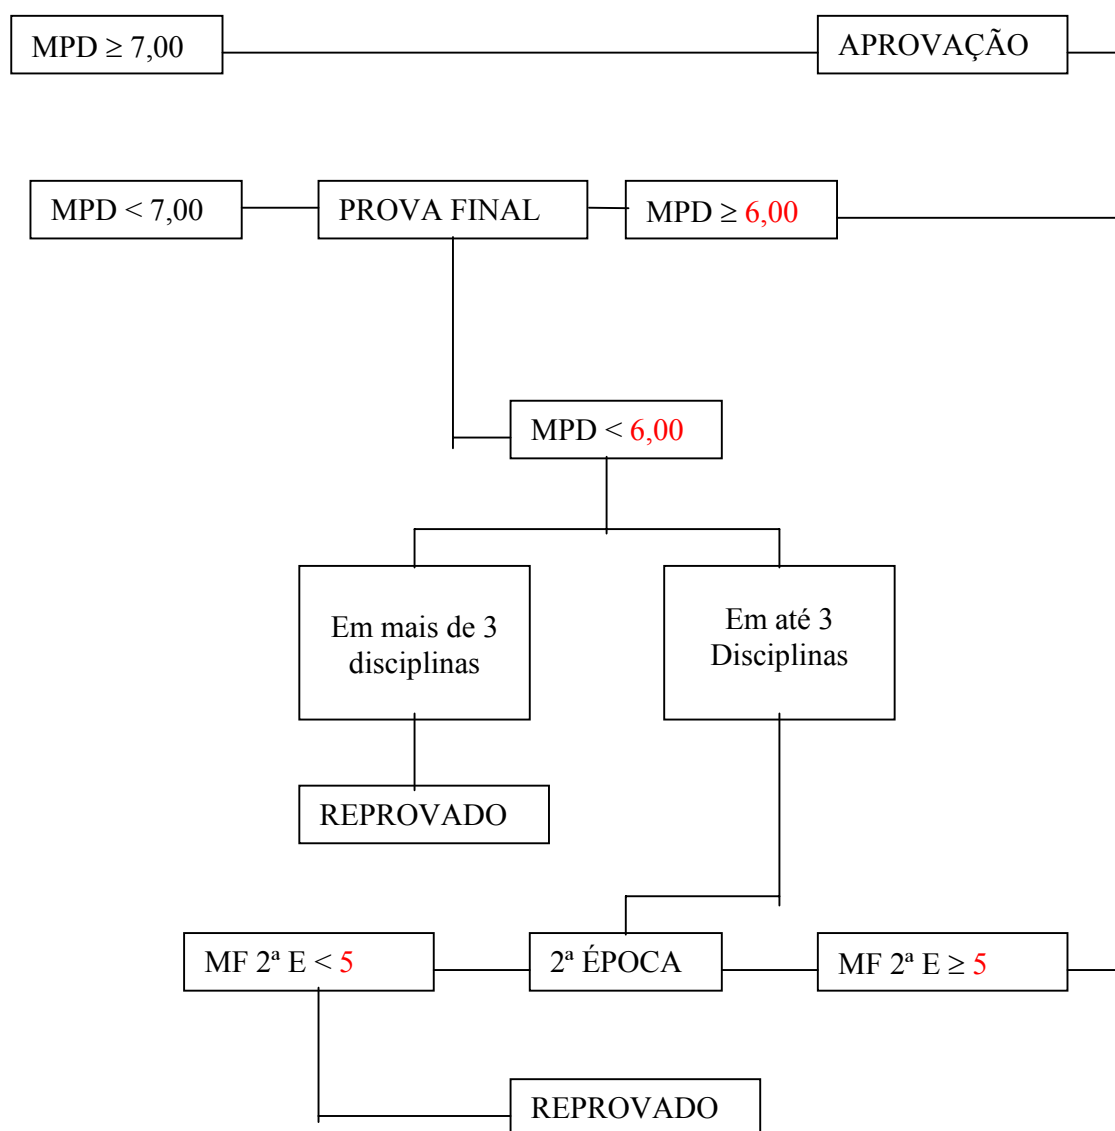 MPD ≥ 7,00
APROVAÇÃO
MPD < 7,00
PROVA FINAL
MPD ≥ 6,00
MPD < 6,00
Em mais de 3
disciplinas
Em até 3
Disciplinas
REPROVADO
MF 2ª E < 5
2ª ÉPOCA
MF 2ª E ≥ 5
REPROVADO